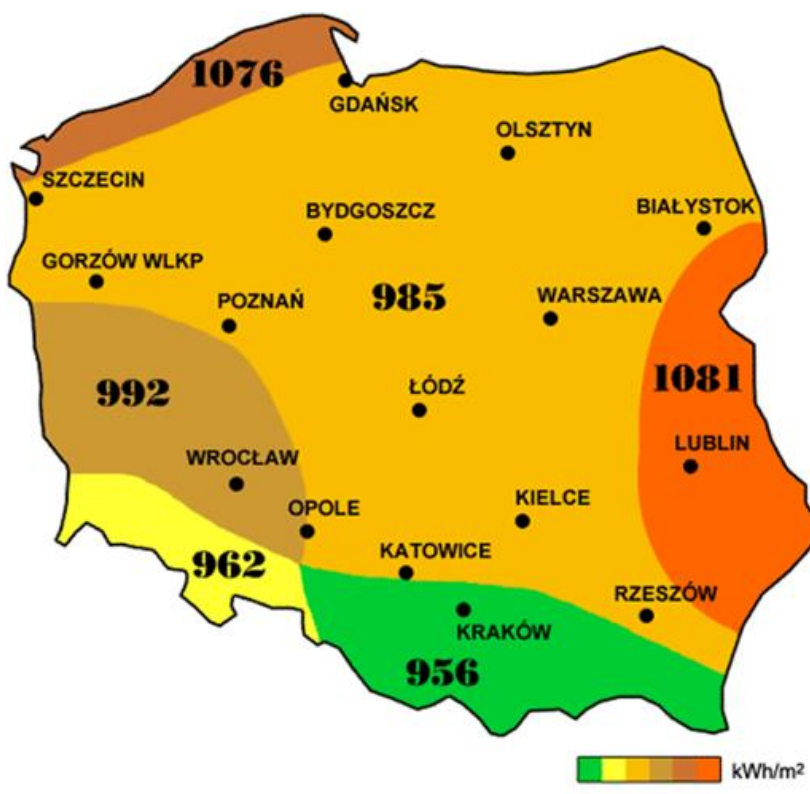 1076
GDAŃSK
OLSZTYN
SZCZECIN
BYDGOSZCZ
BIAŁYSTOK
GORZÓW WLKP
985
POZNAŃ
WARSZAWA
992
ŁÓDŹ
1081
WROCŁAW
LUBLIN
OPOLE
KIELCE
962
KATOWICE
RZESZÓW
KRAKÓW
956
kWh/m²